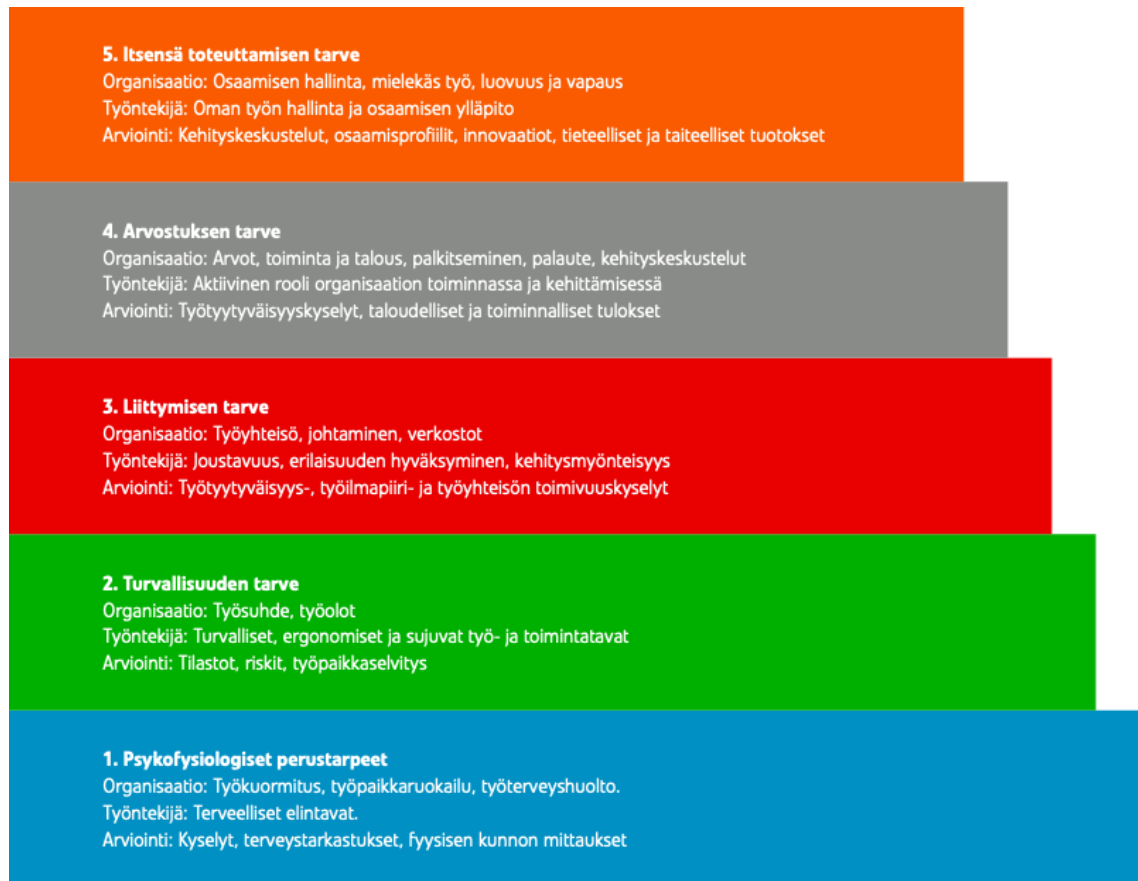 5. Itsensä toteuttamisen tarve
Organisaatio: Osaamisen hallinta, mielekäs työ, luovuus ja vapaus
Työntekijä: Oman työn hallinta ja osaamisen ylläpito
Arviointi: Kehityskeskustelut, osaamisprofiilit, innovaatiot, tieteelliset ja taiteelliset tuotokset
4. Arvostuksen tarve
Organisaatio: Arvot, toiminta ja talous, palkitseminen, palaute, kehityskeskustelut
Työntekijä: Aktiivinen rooli organisaation toiminnassa ja kehittämisessä
Arviointi: Työtyytyväisyyskyselyt, taloudelliset ja toiminnalliset tulokset
3. Liittymisen tarve
Organisaatio: Työyhteisö, johtaminen, verkostot
Työntekijä: Joustavuus, erilaisuuden hyväksyminen, kehitysmyönteisyys
Arviointi: Työtyytyväisyys-, työilmapiiri- ja työyhteisön toimivuuskyselyt
2. Turvallisuuden tarve
Organisaatio: Työsuhde, työolot
Työntekijä: Turvalliset, ergonomiset ja sujuvat työ- ja toimintatavat
Arviointi: Tilastot, riskit, työpaikkaselvitys
1. Psykofysiologiset perustarpeet
Organisaatio: Työkuormitus, työpaikkaruokailu, työterveyshuolto.
Työntekijä: Terveelliset elintavat.
Arviointi: Kyselyt, terveystarkastukset, fyysisen kunnon mittaukset